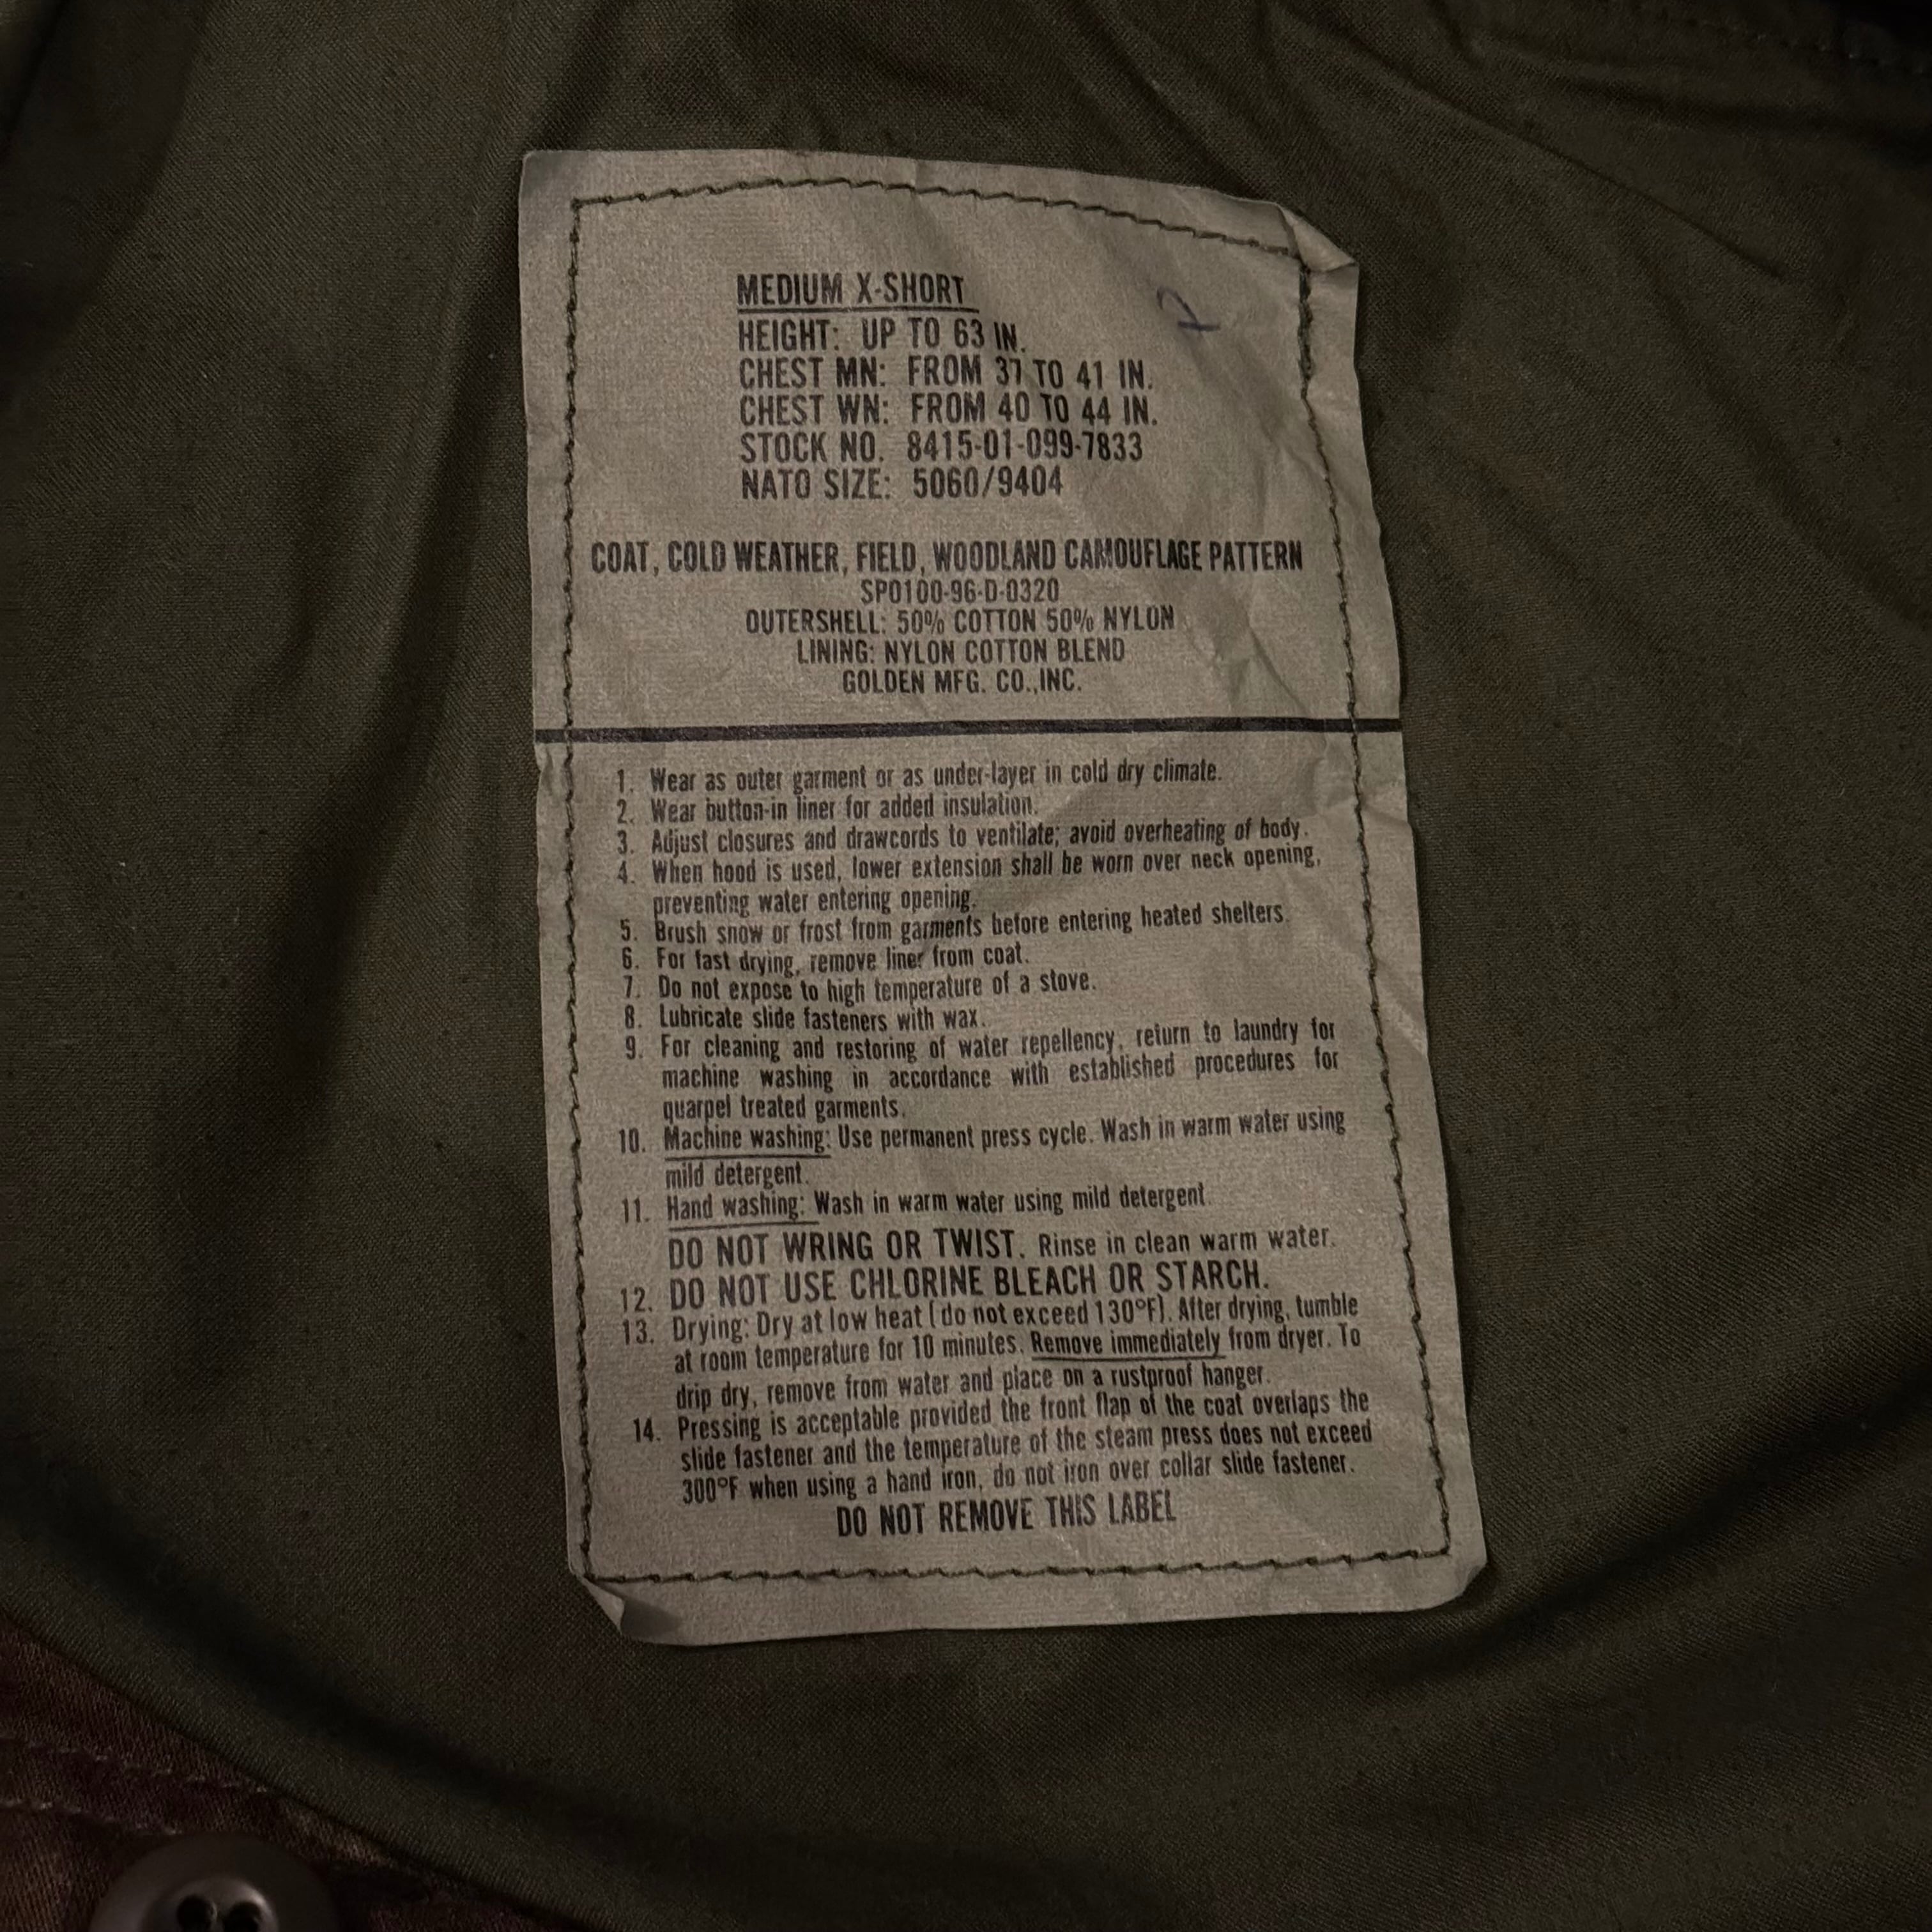 MEDIUM X-SHORT
HEIGHT: UP TO 63 IN.
CHEST MN: FROM 37 TO 41 IN.
CHEST WN: FROM 40 TO 44 IN.
STOCK NO. 8415-01-099-7833
NATO SIZE: 5060/9404
COAT, COLD WEATHER, FIELD, WOODLAND CAMOUFLAGE PATTERN
SP0100-96-D-0320
OUTERSHELL: 50% COTTON 50% NYLON
LINING: NYLON COTTON BLEND
GOLDEN MFG. CO.,INC.
1. Wear as outer garment or as under-layer in cold dry climate.
2. Wear button-in liner for added insulation.
3. Adjust closures and drawcords to ventilate; avoid overheating of body.
4. When hood is used, lower extension shall be worn over neck opening,
preventing water entering opening.
5. Brush snow or frost from garments before entering heated shelters.
6. For fast drying, remove liner from coat.
7. Do not expose to high temperature of a stove.
8. Lubricate slide fasteners with wax.
9. For cleaning and restoring of water repellency, return to laundry for
machine washing in accordance with established procedures for
quarpel treated garments.
10. Machine washing: Use permanent press cycle. Wash in warm water using
mild detergent.
11. Hand washing: Wash in warm water using mild detergent.
DO NOT WRING OR TWIST. Rinse in clean warm water.
12. DO NOT USE CHLORINE BLEACH OR STARCH.
13. Drying: Dry at low heat (do not exceed 130°F). After drying, tumble
at room temperature for 10 minutes. Remove immediately from dryer. To
drip dry, remove from water and place on a rustproof hanger.
14. Pressing is acceptable provided the front flap of the coat overlaps the
slide fastener and the temperature of the steam press does not exceed
300°F when using a hand iron, do not iron over collar slide fastener.
DO NOT REMOVE THIS LABEL